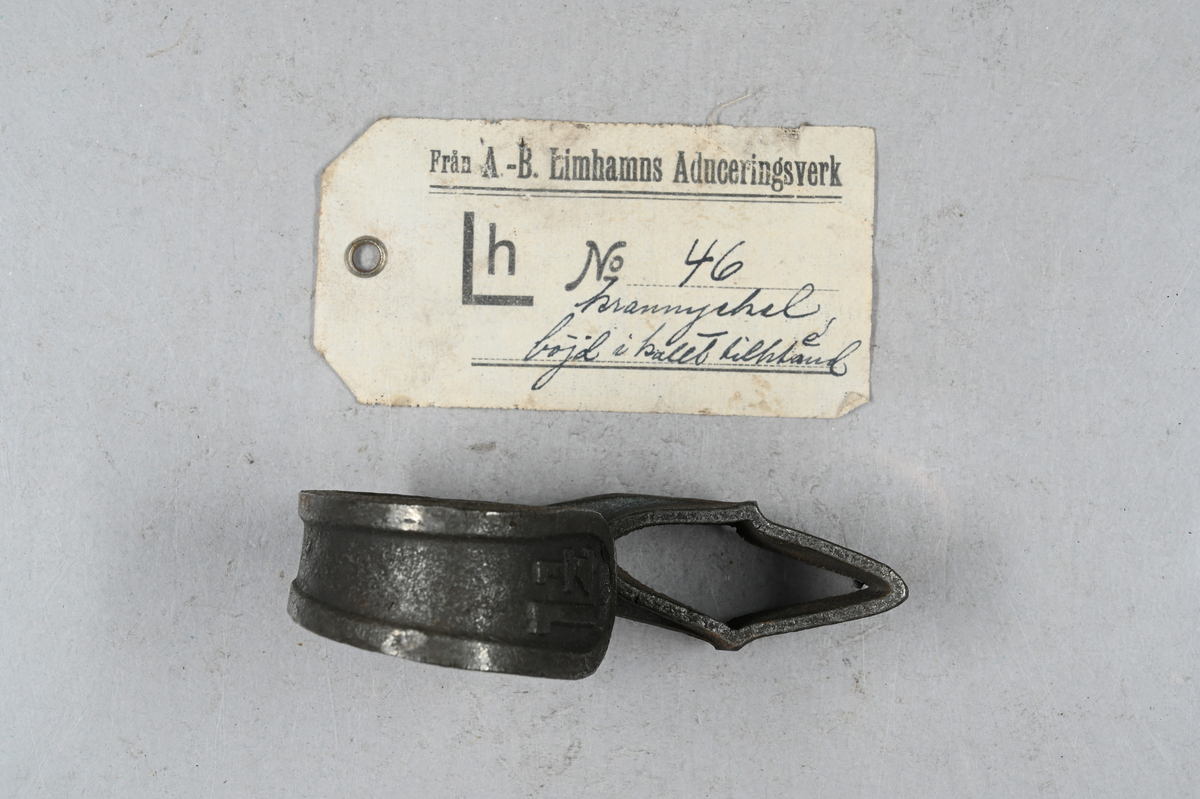 Från A.-B. Limhamns Aduceringsverk
Lh No 46
krannyckel,
böjd i kallt tillstånd